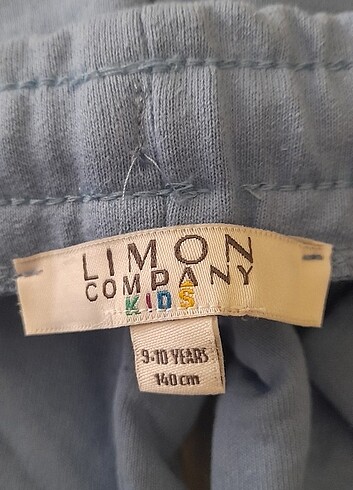 LIMON
COMPANY
KIDS
9-10 YEARS
140 cm